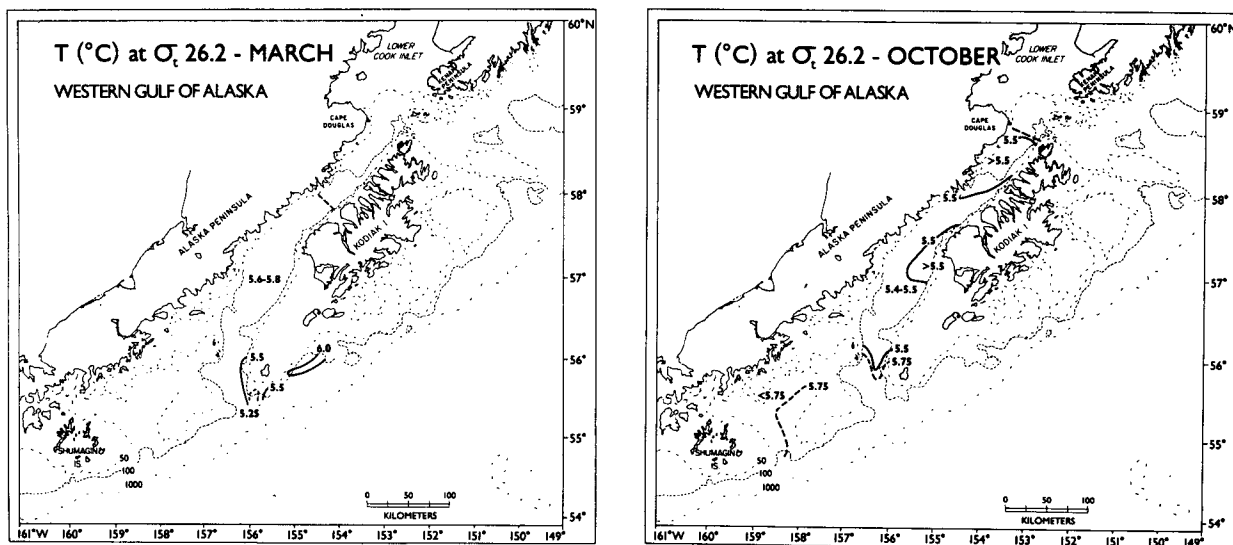 T (°C) at σt 26.2 - MARCH
WESTERN GULF OF ALASKA
LOWER
COOK INLET
KENAI
PENINSULA
CAPE
DOUGLAS
ALASKA PENINSULA
KODIAK
5.6-5.8
6.0
5.5
5.5
5.25
SHUMAGIN
IS
50
100
1000
0 50 100
KILOMETERS
60°N
59°
58°
57°
56°
55°
54°
161°W 160° 159° 158° 157° 156° 155° 154° 153° 152° 151° 150° 149°
T (°C) at σt 26.2 - OCTOBER
WESTERN GULF OF ALASKA
LOWER
COOK INLET
KENAI
PENINSULA
CAPE
DOUGLAS
5.5
>5.5
5.5
ALASKA PENINSULA
KODIAK
5.5
>5.5
5.4-5.5
5.5
5.75
<5.75
5.75
SHUMAGIN
IS
50
100
1000
0 50 100
KILOMETERS
60°N
59°
58°
57°
56°
55°
54°
161°W 160° 159° 158° 157° 156° 155° 154° 153° 152° 151° 150° 149°